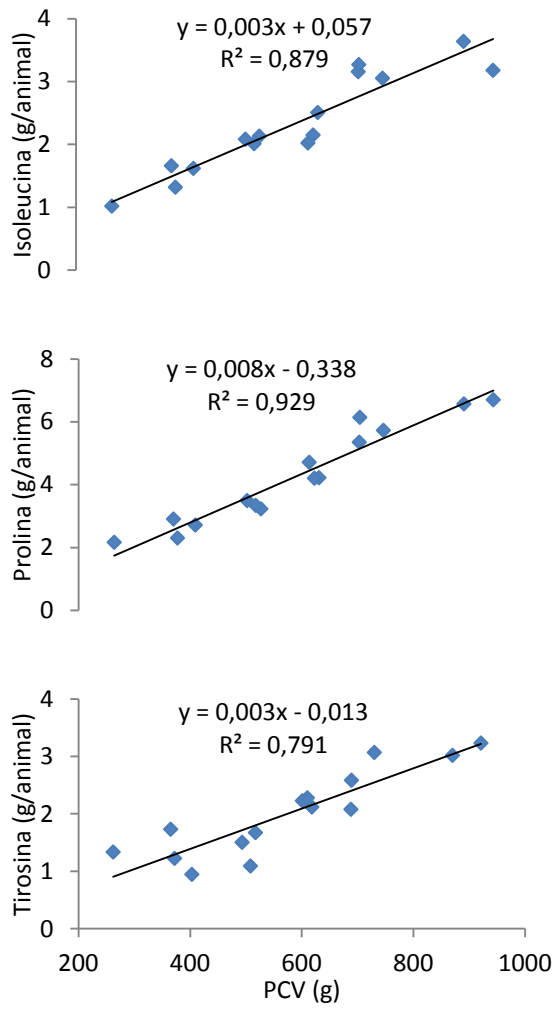 y = 0,003x + 0,057
R² = 0,879
Isoleucina (g/animal)
4
3
2
1
0
y = 0,008x - 0,338
R² = 0,929
Prolina (g/animal)
8
6
4
2
0
y = 0,003x - 0,013
R² = 0,791
Tirosina (g/animal)
4
3
2
1
0
200 400 600 800 1000
PCV (g)